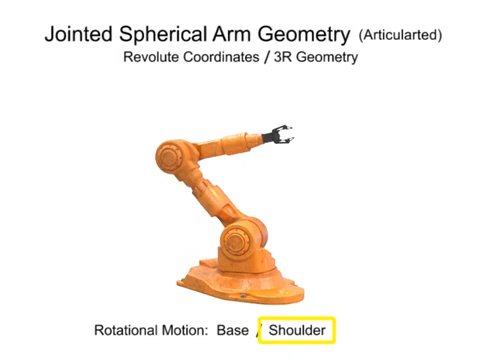 Jointed Spherical Arm Geometry (Articularted)
Revolute Coordinates / 3R Geometry
Rotational Motion: Base / Shoulder